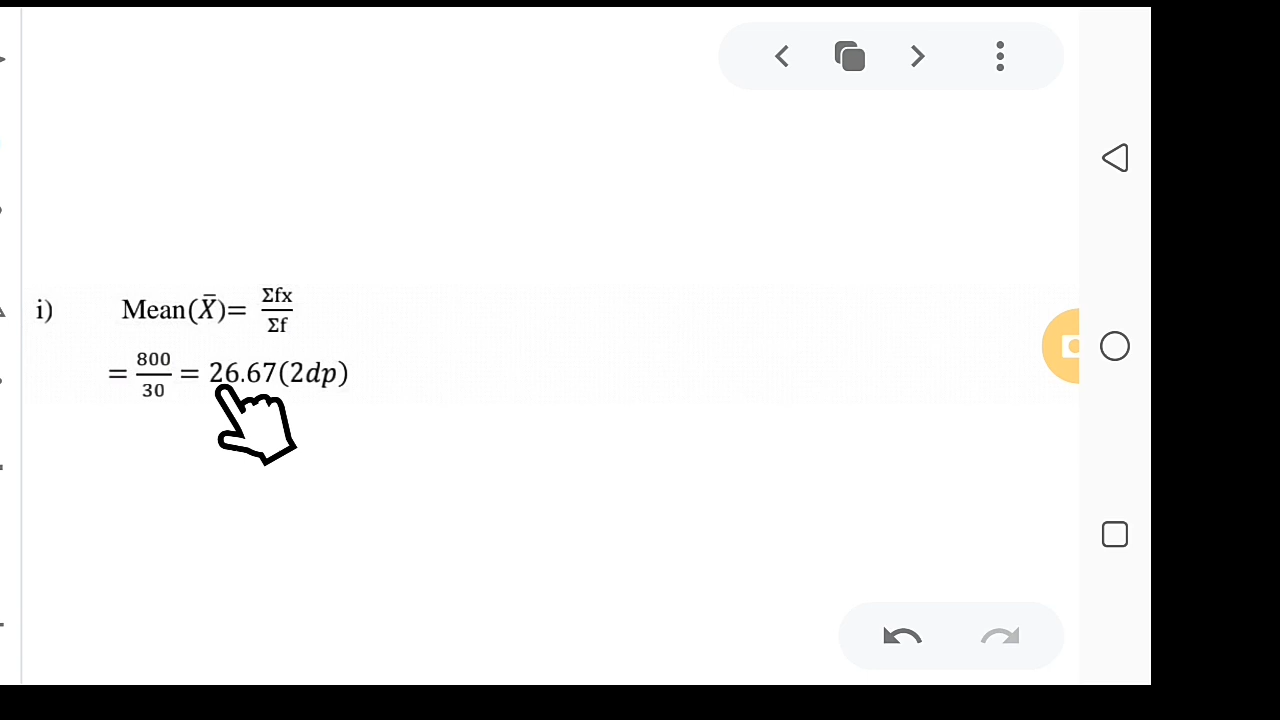 i) Mean(X̄)= Σfx/Σf
= 800/30 = 26.67(2dp)